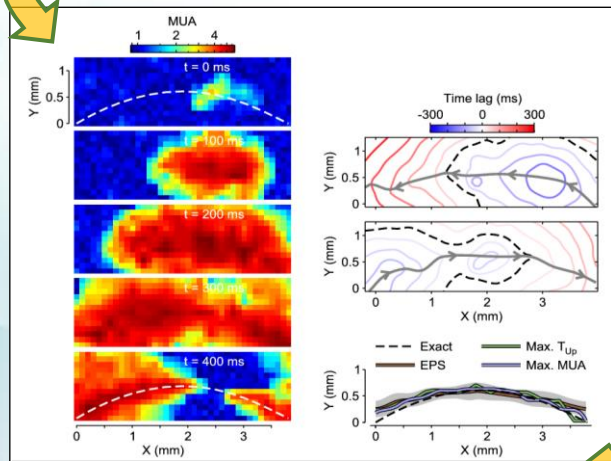 MUA
1 2 4
t = 0 ms
Y (mm)
1
0.5
0
100 ms
t = 200 ms
t = 300 ms
t = 400 ms
0 1 2 3
X (mm)
Time lag (ms)
-300 0 300
Y (mm)
1
0.5
0
Y (mm)
1
0.5
0
0 1 2 3
X (mm)
Exact
Max. TUp
EPS
Max. MUA
Y (mm)
1.0
0.5
0
0 1 2 3
X (mm)